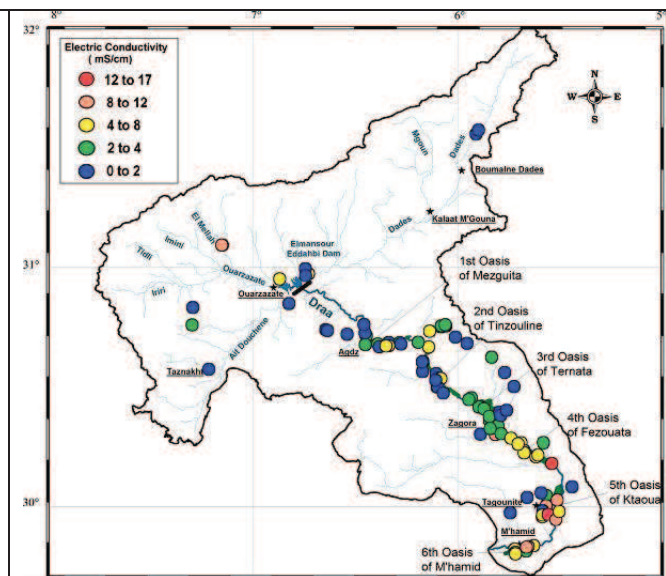 32°
8°
7°
6°
5°
Electric Conductivity
( mS/cm)
12 to 17
8 to 12
4 to 8
2 to 4
0 to 2
N
W
E
S
Mgoun
Dades
Boumalne Dades
Kalaat M'Gouna
El Mellah
Imini
Tidli
Iriri
Dades
Elmansour
Eddahbi Dam
31°
Ouarzazate
Ouarzazate
Draa
Ait Douchene
Taznakht
Agdz
1st Oasis
of Mezguita
2nd Oasis
of Tinzouline
3rd Oasis
of Ternata
Zagora
4th Oasis
of Fezouata
30°
Tagounite
5th Oasis
of Ktaoua
M'hamid
6th Oasis
of M'hamid